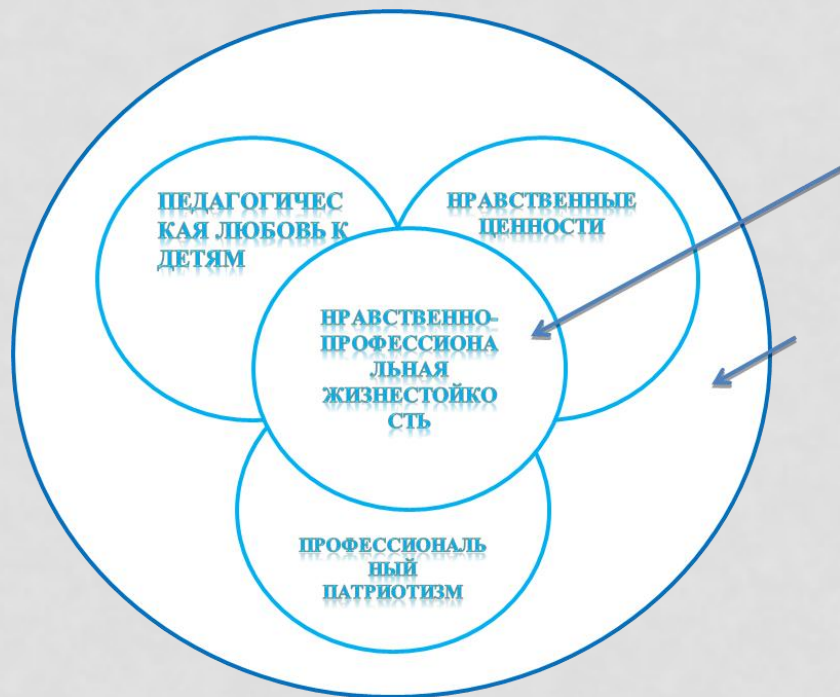 ПЕДАГОГИЧЕС
КАЯ ЛЮБОВЬ К
ДЕТЯМ
НРАВСТВЕННЫЕ
ЦЕННОСТИ
НРАВСТВЕННО-
ПРОФЕССИОНА
ЛЬНАЯ
ЖИЗНЕСТОЙКО
СТЬ
ПРОФЕССИОНАЛЬ
НЫЙ
ПАТРИОТИЗМ